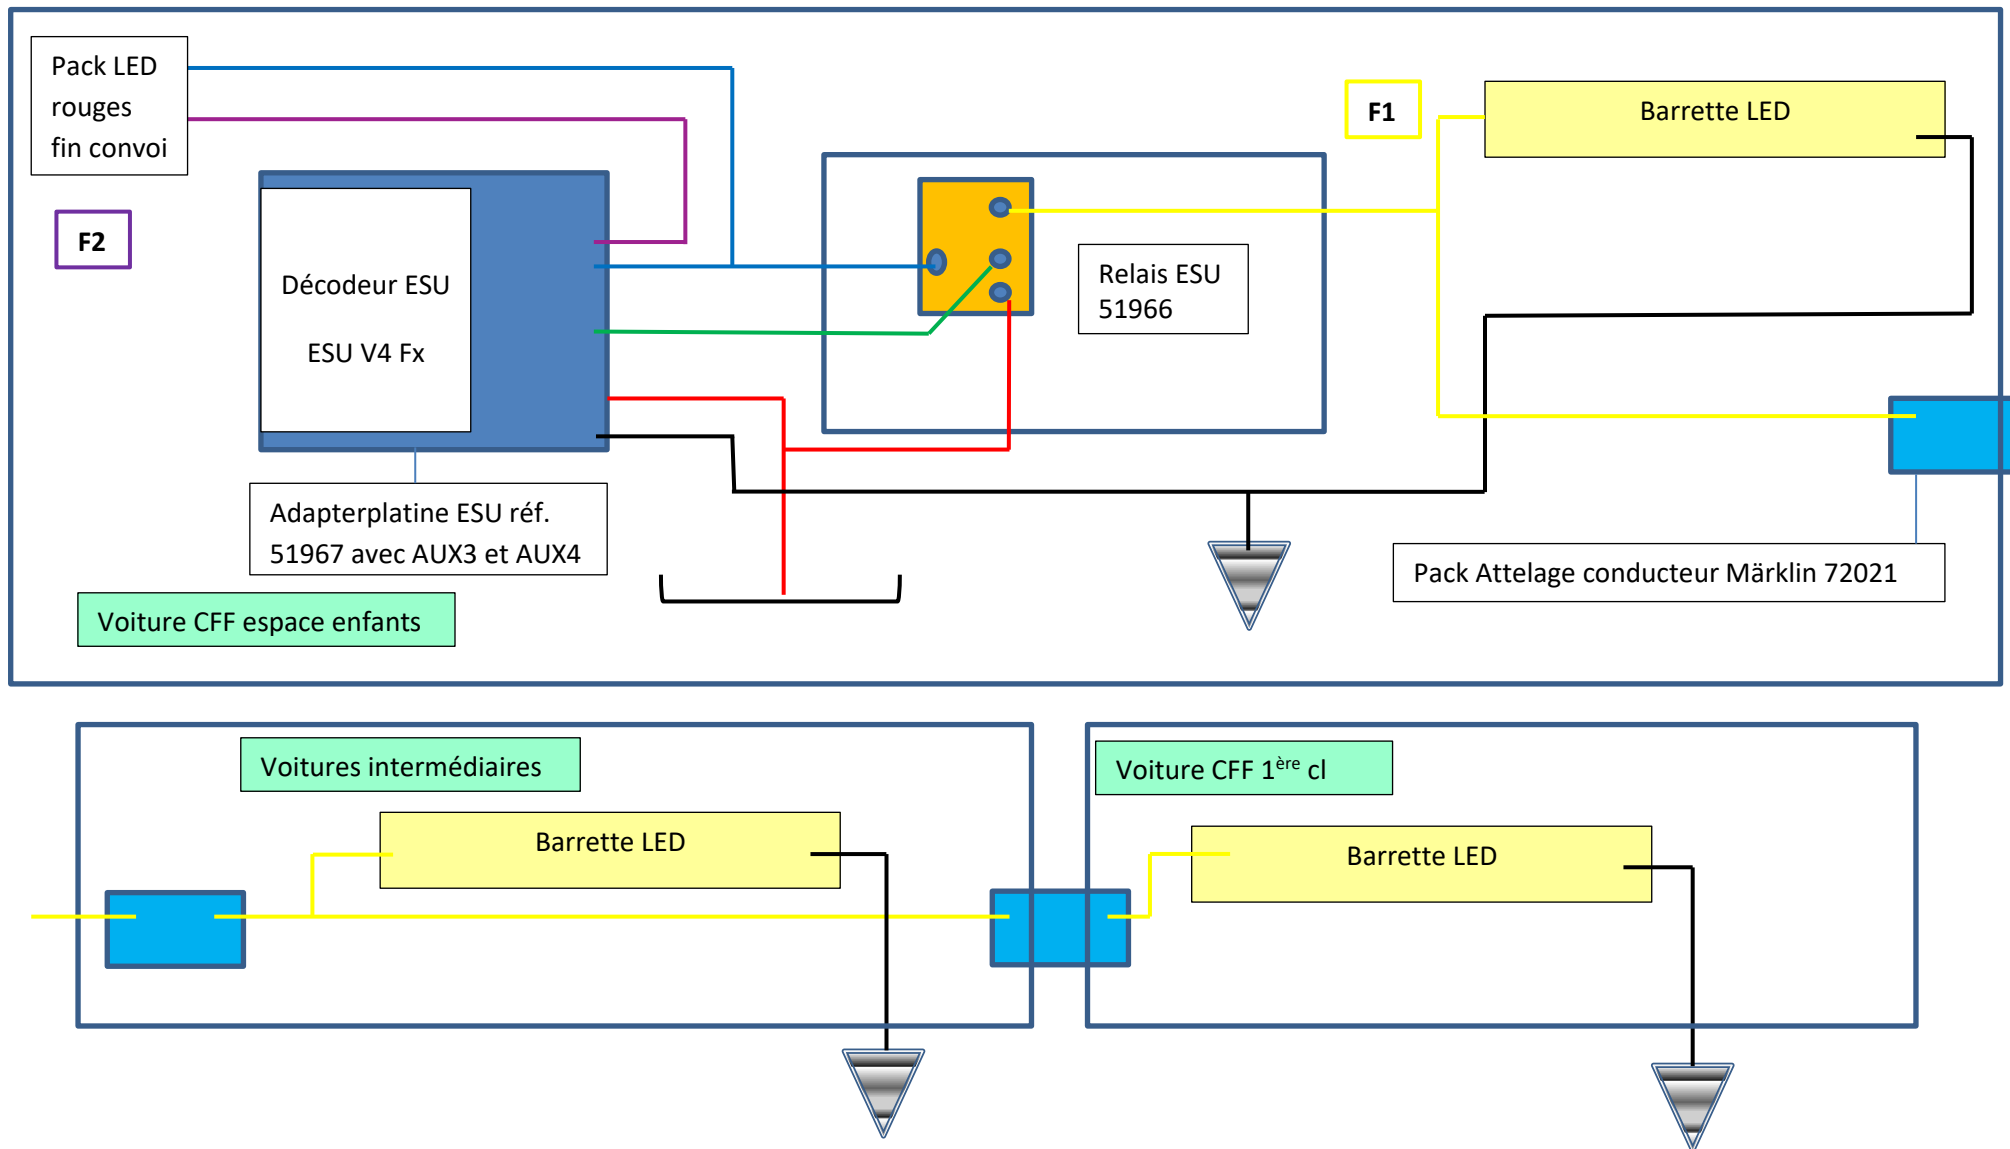 Pack LED
rouges
fin convoi
F2
Décodeur ESU
ESU V4 Fx
Adapterplatine ESU réf.
51967 avec AUX3 et AUX4
Voiture CFF espace enfants
Relais ESU
51966
F1
Barrette LED
Pack Attelage conducteur Märklin 72021
Voitures intermédiaires
Barrette LED
Voiture CFF 1ère cl
Barrette LED